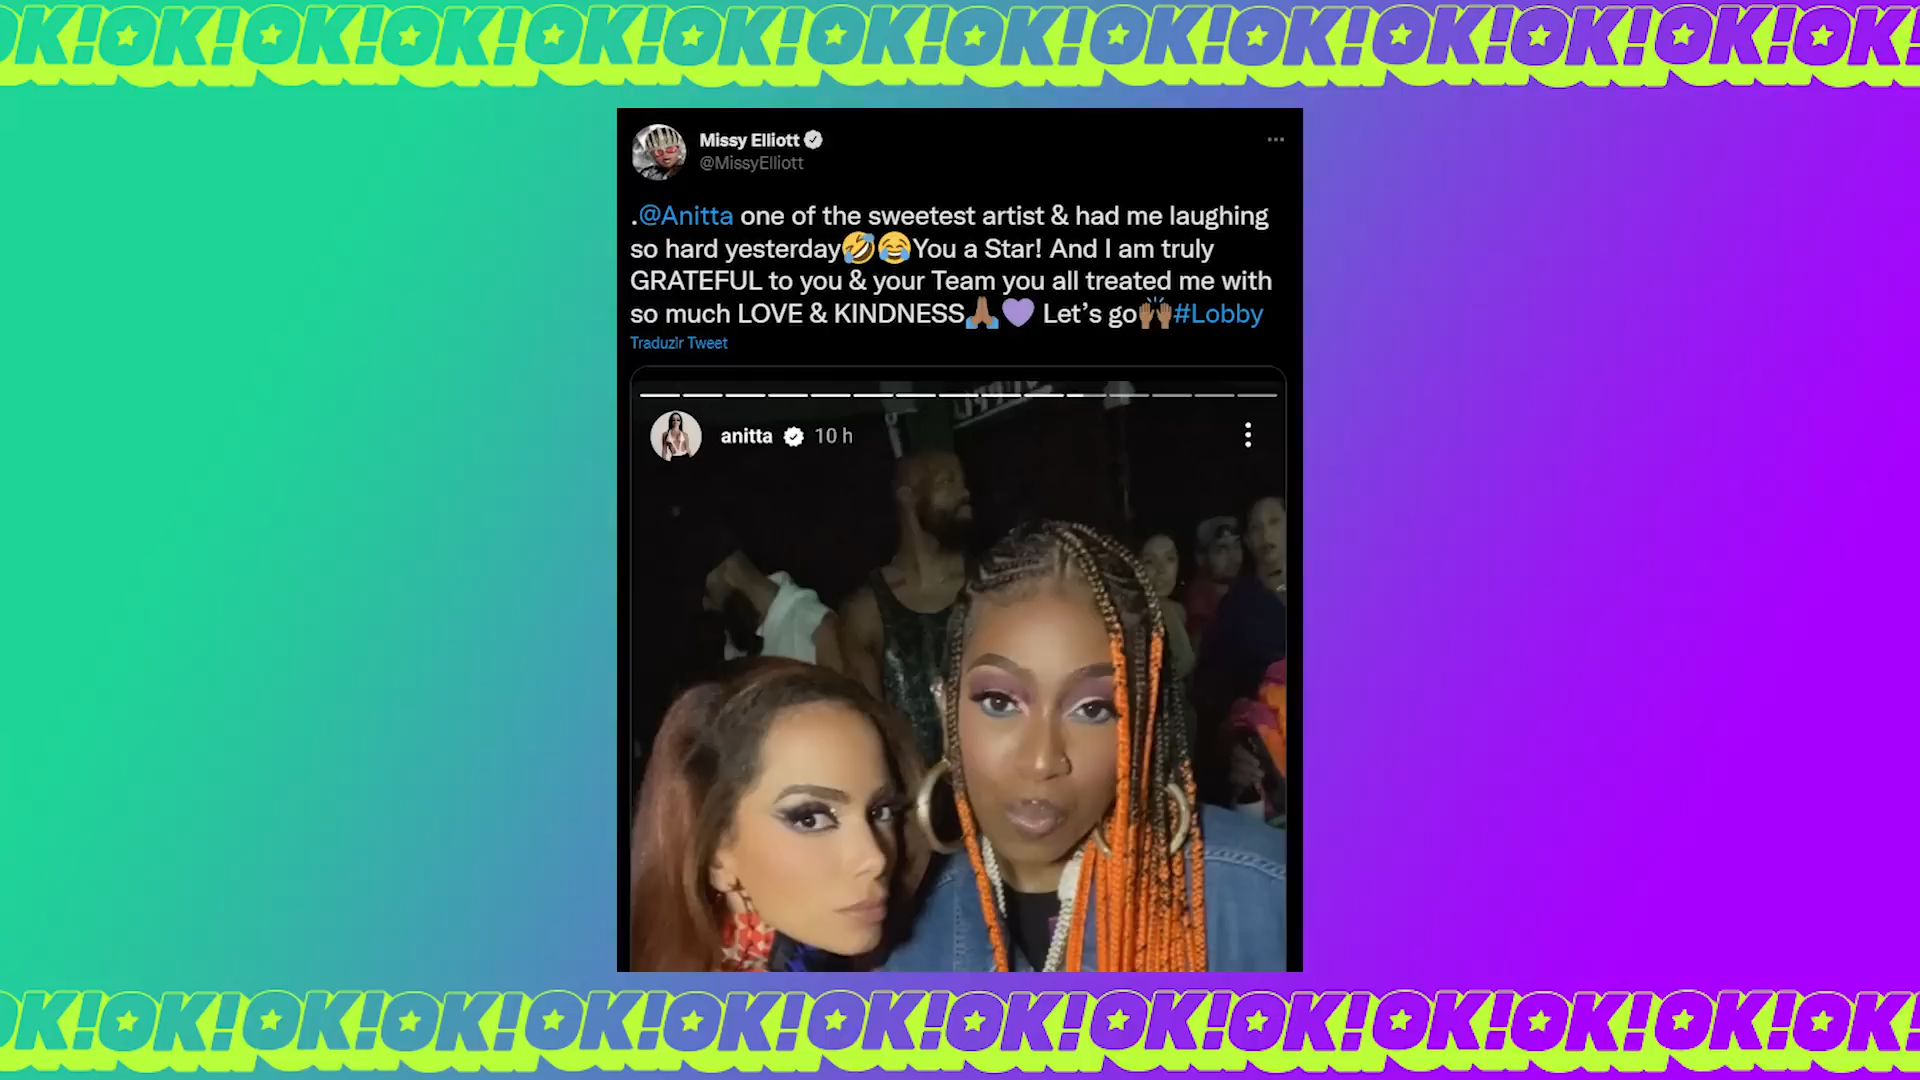 OK!OK!OK!OK!OK!OK!OK!OK!OK!OK!OK!OK!OK!OK!
Missy Elliott
@MissyElliott
.@Anitta one of the sweetest artist & had me laughing
so hard yesterday🤣😂You a Star! And I am truly
GRATEFUL to you & your Team you all treated me with
so much LOVE & KINDNESS🙏🏾💜 Let’s go🙌🏾#Lobby
Traduzir Tweet
anitta 10 h
OK!OK!OK!OK!OK!OK!OK!OK!OK!OK!OK!OK!OK!OK!